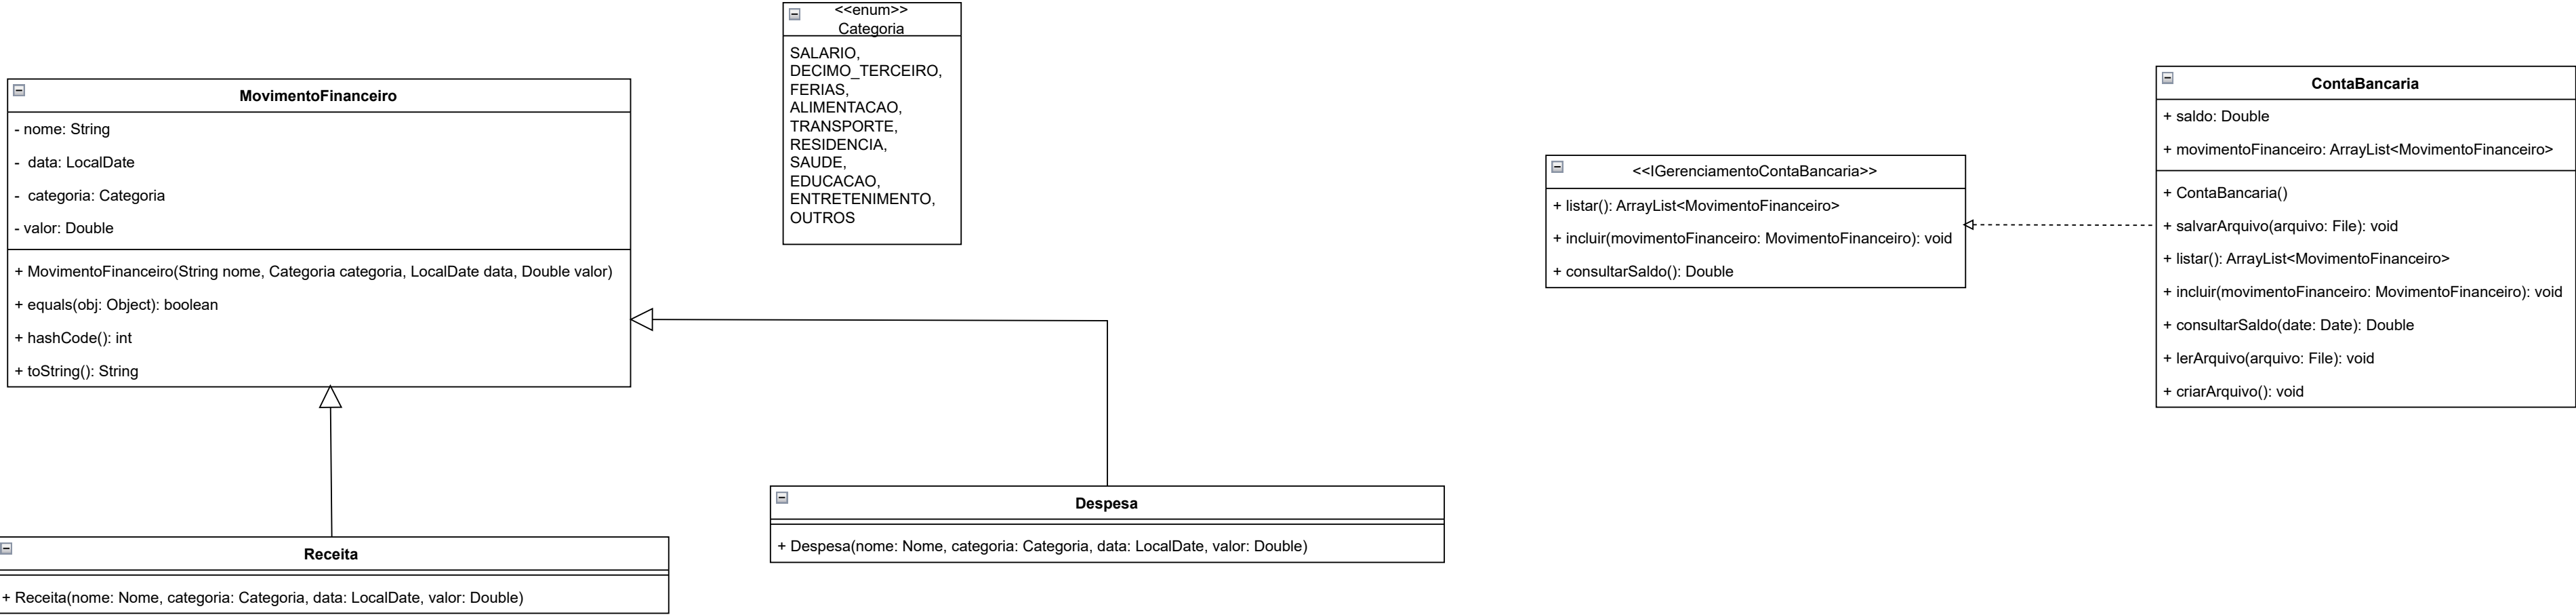 <<enum>>
Categoria
SALARIO,
DECIMO_TERCEIRO,
FERIAS,
ALIMENTACAO,
TRANSPORTE,
RESIDENCIA,
SAUDE,
EDUCACAO,
ENTRETENIMENTO,
OUTROS
MovimentoFinanceiro
- nome: String
- data: LocalDate
- categoria: Categoria
- valor: Double
+ MovimentoFinanceiro(String nome, Categoria categoria, LocalDate data, Double valor)
+ equals(obj: Object): boolean
+ hashCode(): int
+ toString(): String
<<IGerenciamentoContaBancaria>>
+ listar(): ArrayList<MovimentoFinanceiro>
+ incluir(movimentoFinanceiro: MovimentoFinanceiro): void
+ consultarSaldo(): Double
ContaBancaria
+ saldo: Double
+ movimentoFinanceiro: ArrayList<MovimentoFinanceiro>
+ ContaBancaria()
+ salvarArquivo(arquivo: File): void
+ listar(): ArrayList<MovimentoFinanceiro>
+ incluir(movimentoFinanceiro: MovimentoFinanceiro): void
+ consultarSaldo(date: Date): Double
+ lerArquivo(arquivo: File): void
+ criarArquivo(): void
Receita
+ Receita(nome: Nome, categoria: Categoria, data: LocalDate, valor: Double)
Despesa
+ Despesa(nome: Nome, categoria: Categoria, data: LocalDate, valor: Double)